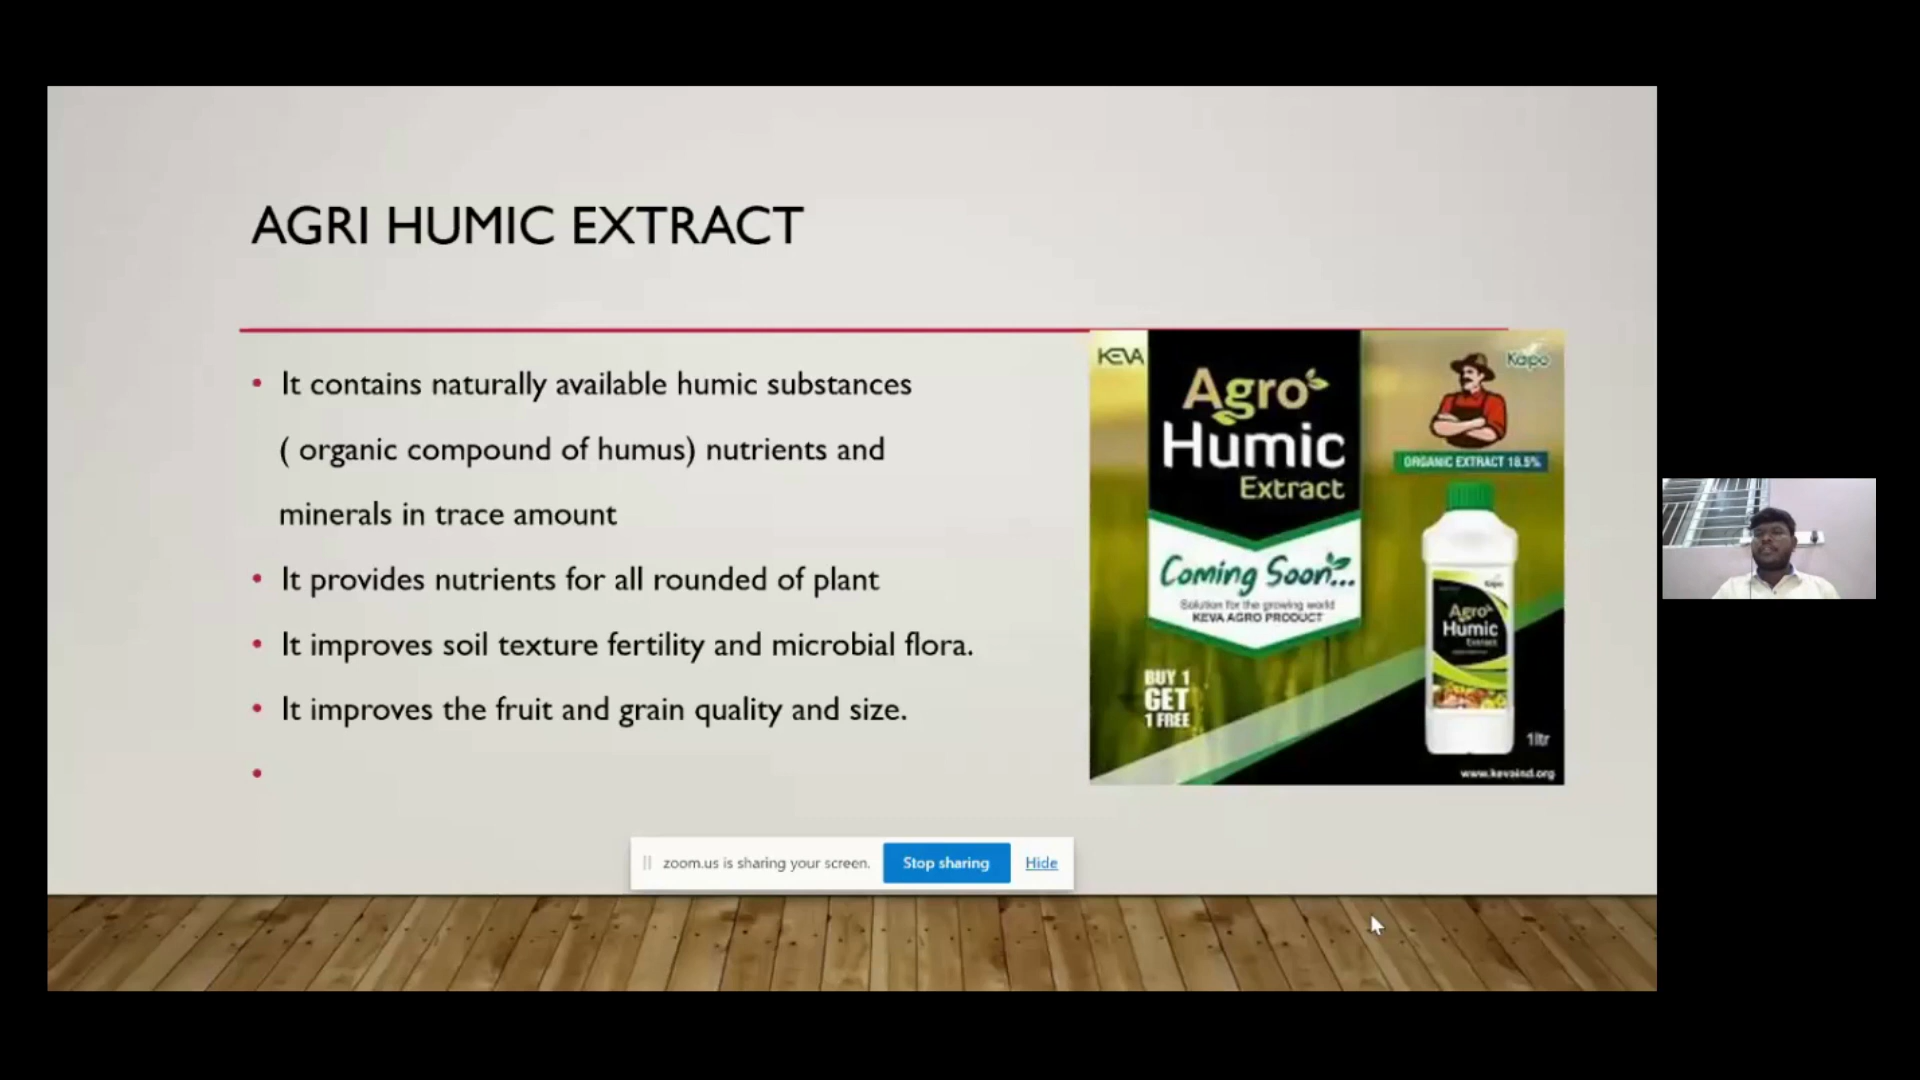 AGRI HUMIC EXTRACT
• It contains naturally available humic substances
( organic compound of humus) nutrients and
minerals in trace amount
• It provides nutrients for all rounded of plant
• It improves soil texture fertility and microbial flora.
• It improves the fruit and grain quality and size.
•
KEVA
Agro
Humic
Extract
Coming Soon...
Solution for the growing world
KEVA AGRO PRODUCT
BUY 1
GET
1 FREE
Kapo
ORGANIC EXTRACT 18.5%
Kapo
Agro
Humic
Extract
1ltr
www.kevaind.org
zoom.us is sharing your screen. Stop sharing Hide